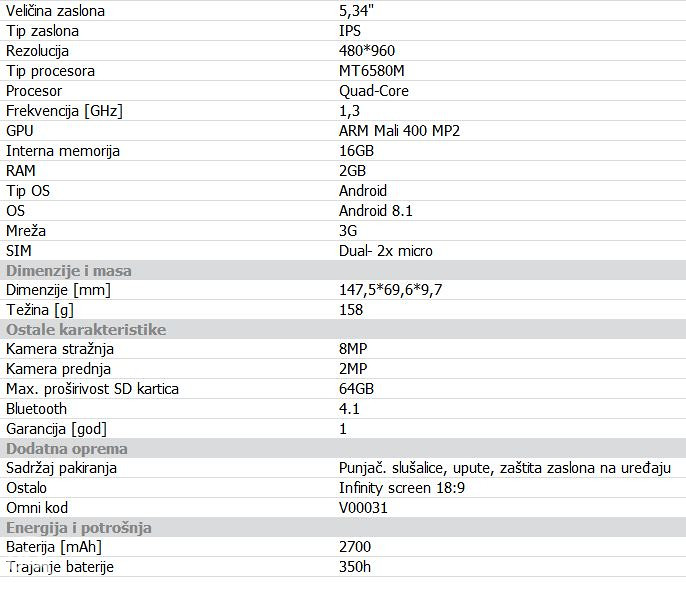 Veličina zaslona 5,34"
Tip zaslona IPS
Rezolucija 480*960
Tip procesora MT6580M
Procesor Quad-Core
Frekvencija [GHz] 1,3
GPU ARM Mali 400 MP2
Interna memorija 16GB
RAM 2GB
Tip OS Android
OS Android 8.1
Mreža 3G
SIM Dual- 2x micro
Dimenzije i masa
Dimenzije [mm] 147,5*69,6*9,7
Težina [g] 158
Ostale karakteristike
Kamera stražnja 8MP
Kamera prednja 2MP
Max. proširivost SD kartica 64GB
Bluetooth 4.1
Garancija [god] 1
Dodatna oprema
Sadržaj pakiranja Punjač. slušalice, upute, zaštita zaslona na uređaju
Ostalo Infinity screen 18:9
Omni kod V00031
Energija i potrošnja
Baterija [mAh] 2700
Trajanje baterije 350h